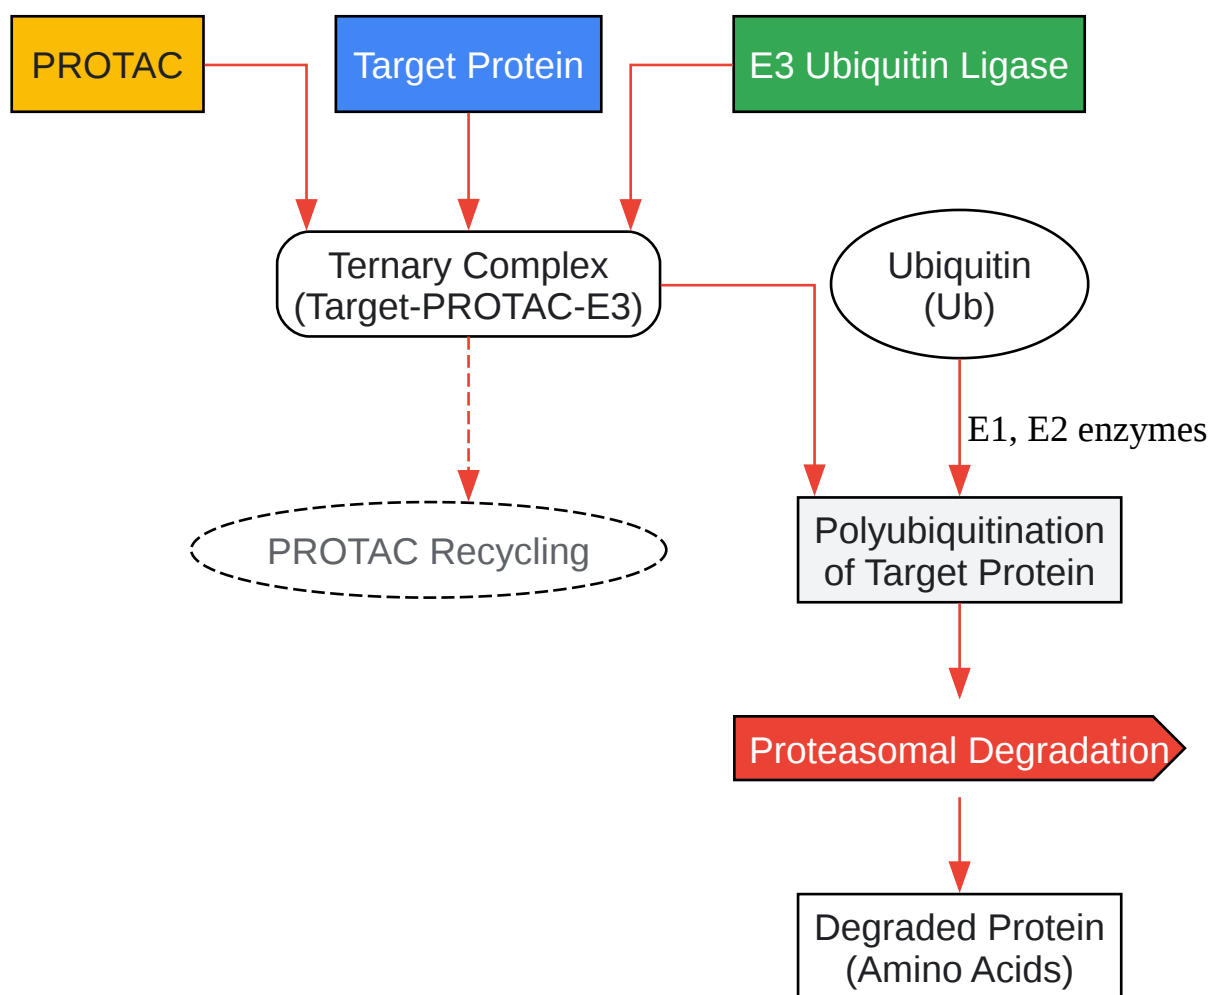 PROTAC
Target Protein
E3 Ubiquitin Ligase
Ternary Complex
(Target-PROTAC-E3)
Ubiquitin
(Ub)
E1, E2 enzymes
PROTAC Recycling
Polyubiquitination
of Target Protein
Proteasomal Degradation
Degraded Protein
(Amino Acids)